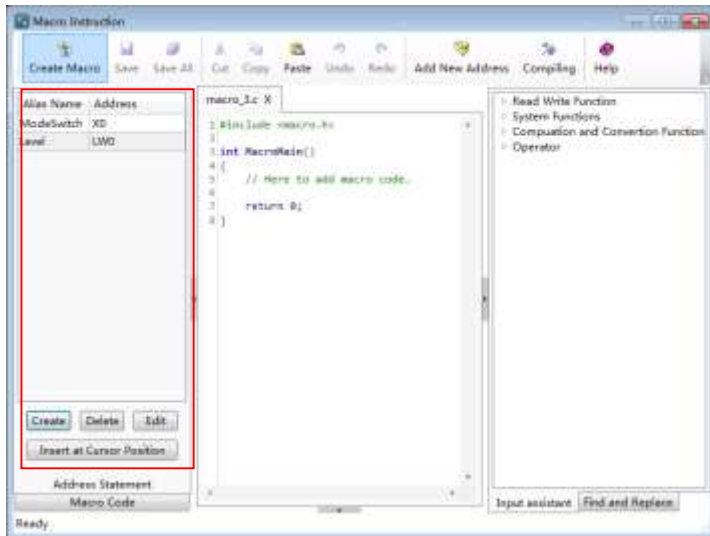 Macro Instruction
Create Macro Save Save All Cut Copy Paste Undo Redo Add New Address Compiling Help
Alias Name Address
ModeSwitch X0
Level LW0
macro_1.c X
1 #include <macro.h>
2
3 int MacroMain()
4 {
5 // Here to add macro code.
6
7 return 0;
8 }
Read Write Function
System Functions
Compuation and Convertion Function
Operator
Create Delete Edit
Insert at Cursor Position
Address Statement
Macro Code
Input assistant Find and Replace
Ready